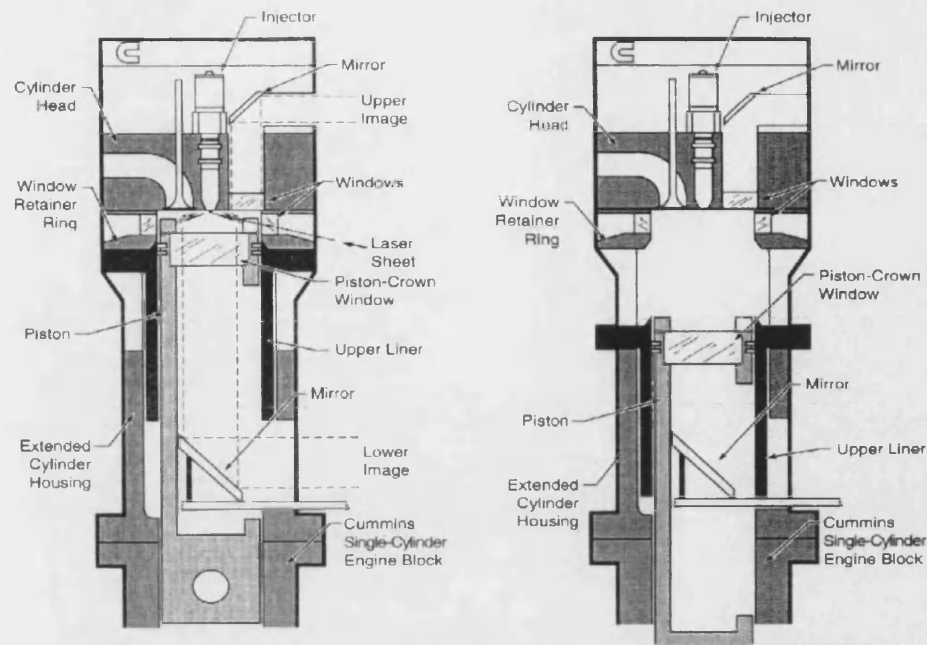 Injector
Mirror
Cylinder
Head
Upper
Image
Window
Retainer
Ring
Windows
Laser
Sheet
Piston-Crown
Window
Piston
Upper Liner
Mirror
Extended
Cylinder
Housing
Lower
Image
Cummins
Single-Cylinder
Engine Block
Injector
Mirror
Cylinder
Head
Windows
Window
Retainer
Ring
Piston-Crown
Window
Piston
Mirror
Upper Liner
Extended
Cylinder
Housing
Cummins
Single-Cylinder
Engine Block